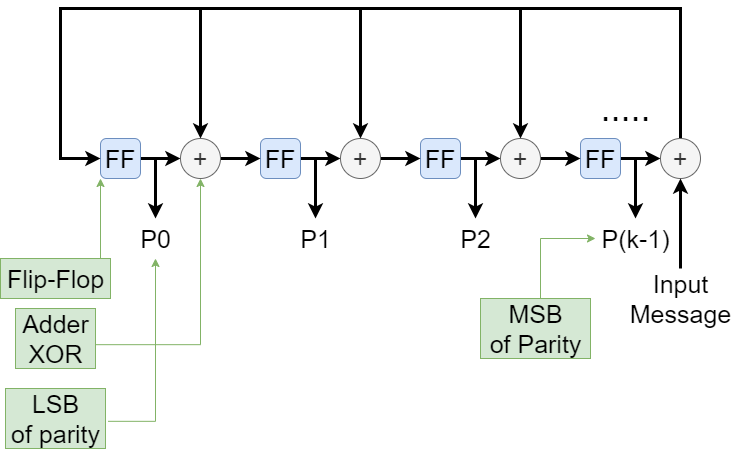 .....
FF
+
FF
+
FF
+
FF
+
P0
P1
P2
P(k-1)
Flip-Flop
Input
Message
Adder
XOR
MSB
of Parity
LSB
of parity